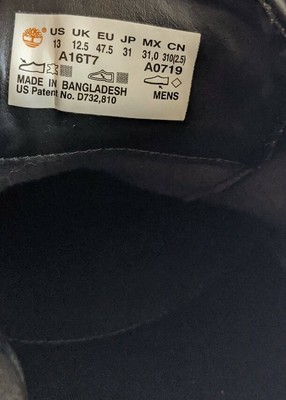 US UK EU JP MX CN
13 12.5 47.5 31 31,0 310(2.5)
A16T7 A0719
MADE IN BANGLADESH
US Patent No. D732,810 MENS